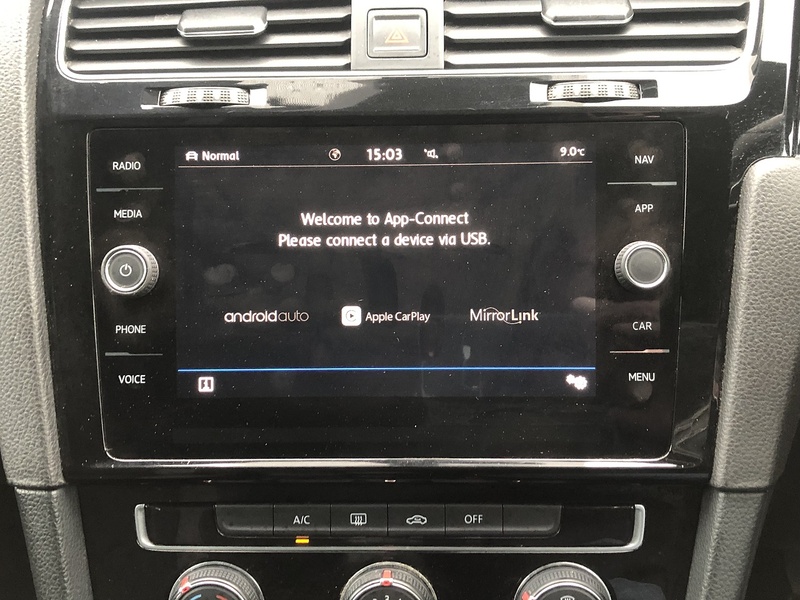 Normal 15:03 9.0°C
RADIO
MEDIA
PHONE
VOICE
Welcome to App-Connect
Please connect a device via USB.
androidauto Apple CarPlay MirrorLink
NAV
APP
CAR
MENU
A/C OFF